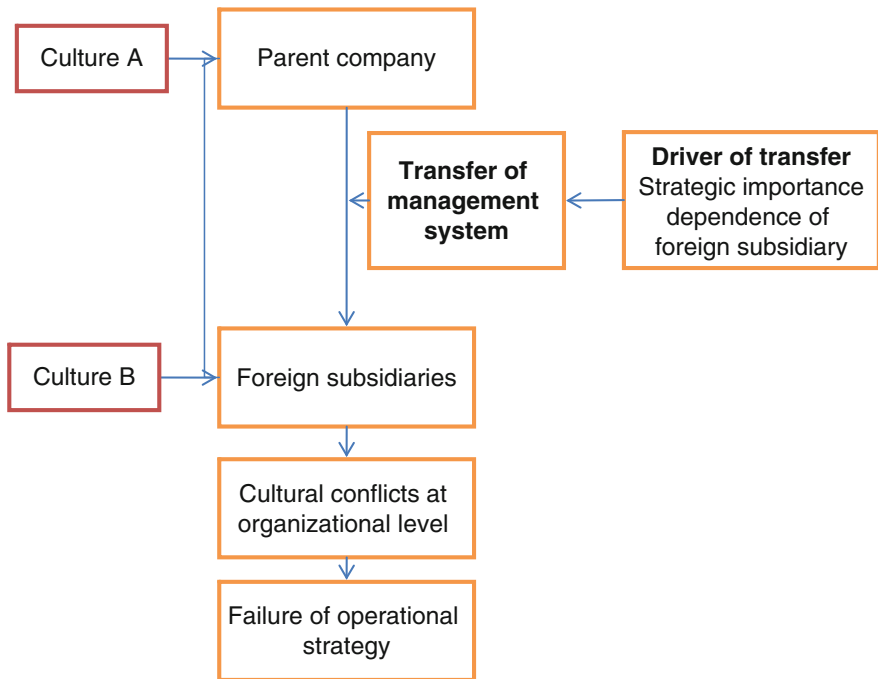 Culture A
Parent company
Transfer of
management
system
Driver of transfer
Strategic importance
dependence of
foreign subsidiary
Culture B
Foreign subsidiaries
Cultural conflicts at
organizational level
Failure of operational
strategy